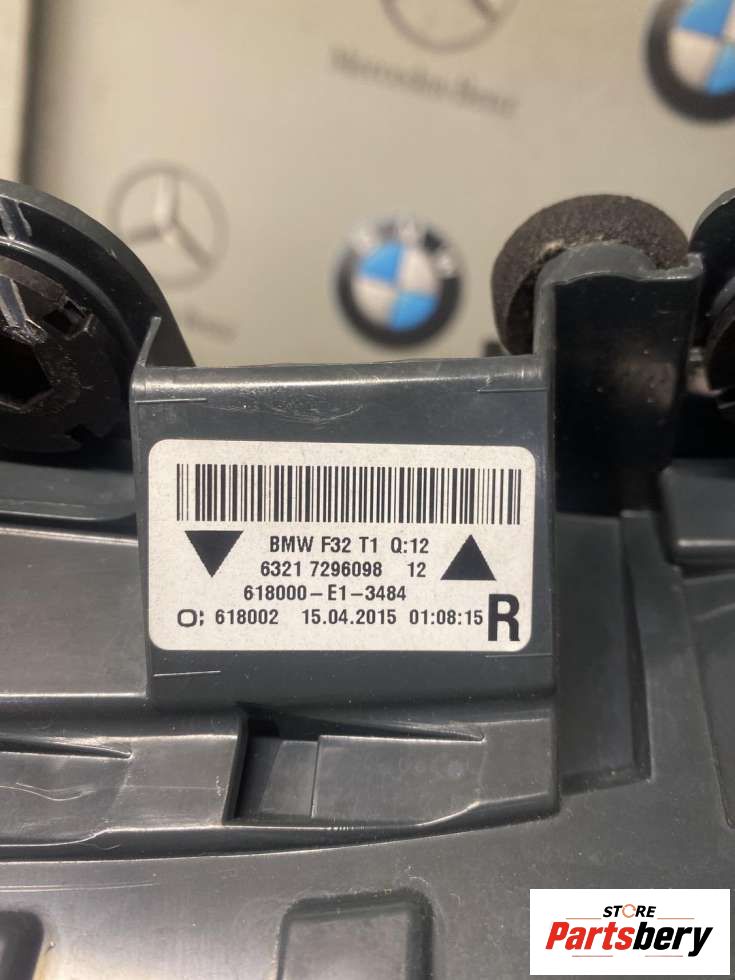 Mercedes-Benz
BMW F32 T1 Q:12
6321 7296098 12
618000-E1-3484
O: 618002 15.04.2015 01:08:15 R
STORE
Partsbery